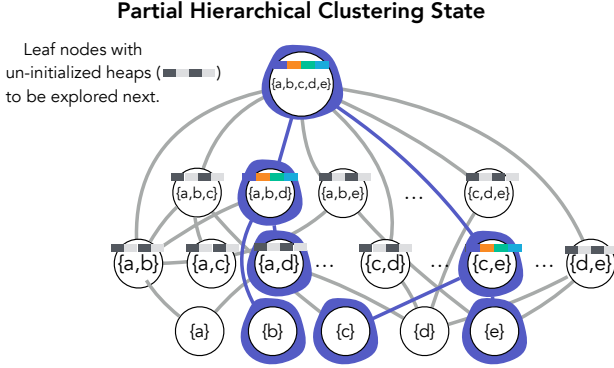 Partial Hierarchical Clustering State
Leaf nodes with
un-initialized heaps ( )
to be explored next.
{a,b,c,d,e}
{a,b,c} {a,b,d} {a,b,e} ... {c,d,e}
{a,b} {a,c} {a,d} ... {c,d} ... {c,e} ... {d,e}
{a} {b} {c} {d} {e}